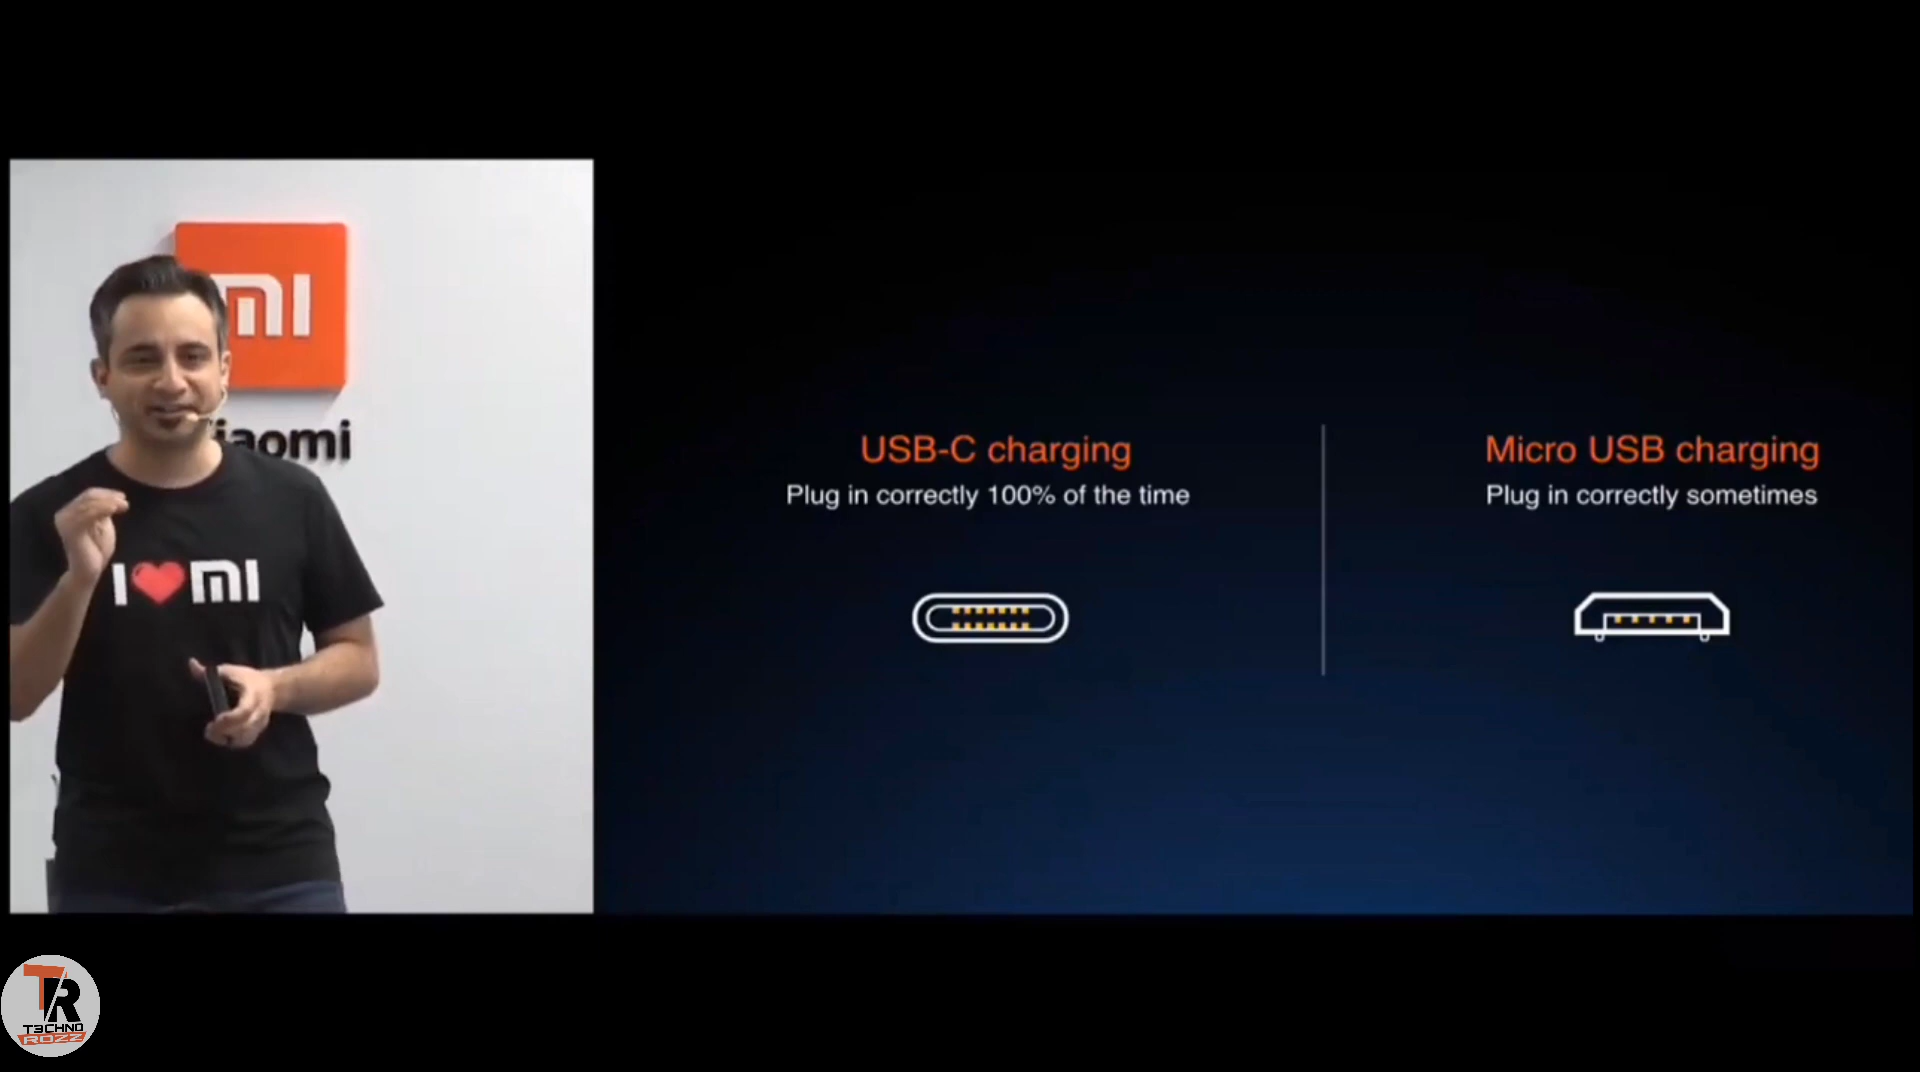 MI
iaomi
I❤MI
USB-C charging
Plug in correctly 100% of the time
Micro USB charging
Plug in correctly sometimes
TR
T3CHNO
ROZZ